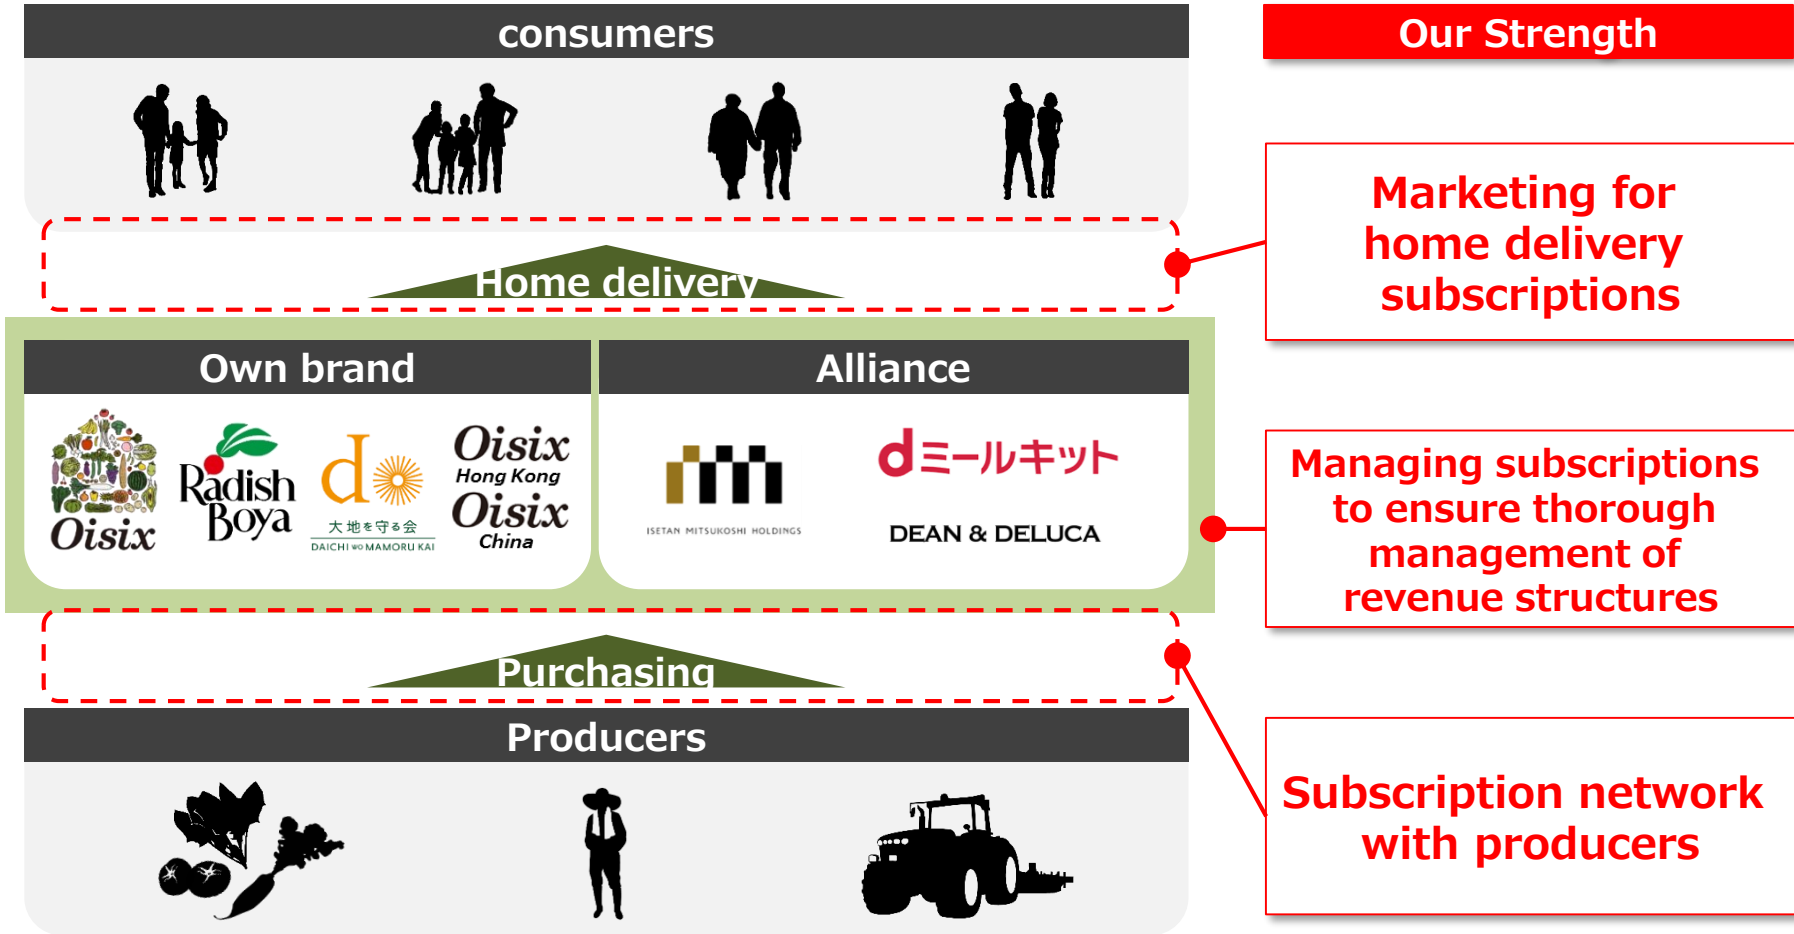 consumers
Home delivery
Own brand
Oisix
Radish
Boya
d
大地を守る会
DAICHI WO MAMORU KAI
Oisix
Hong Kong
Oisix
China
Alliance
ISETAN MITSUKOSHI HOLDINGS
dミールキット
DEAN & DELUCA
Purchasing
Producers
Our Strength
Marketing for
home delivery
subscriptions
Managing subscriptions
to ensure thorough
management of
revenue structures
Subscription network
with producers